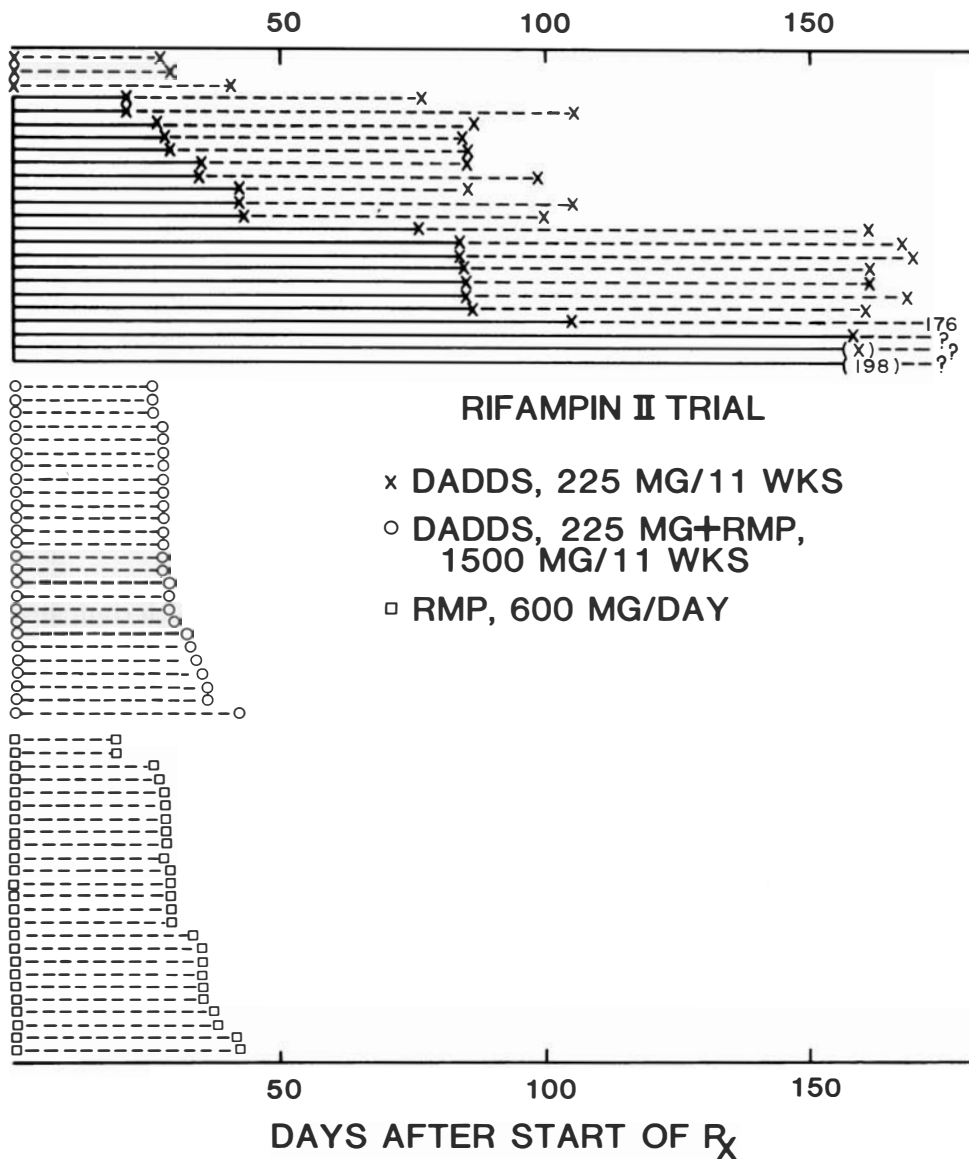 50 100 150
176
?
?
(198) ?
RIFAMPIN II TRIAL
x DADDS, 225 MG/11 WKS
○ DADDS, 225 MG+RMP,
1500 MG/11 WKS
□ RMP, 600 MG/DAY
50 100 150
DAYS AFTER START OF Rx